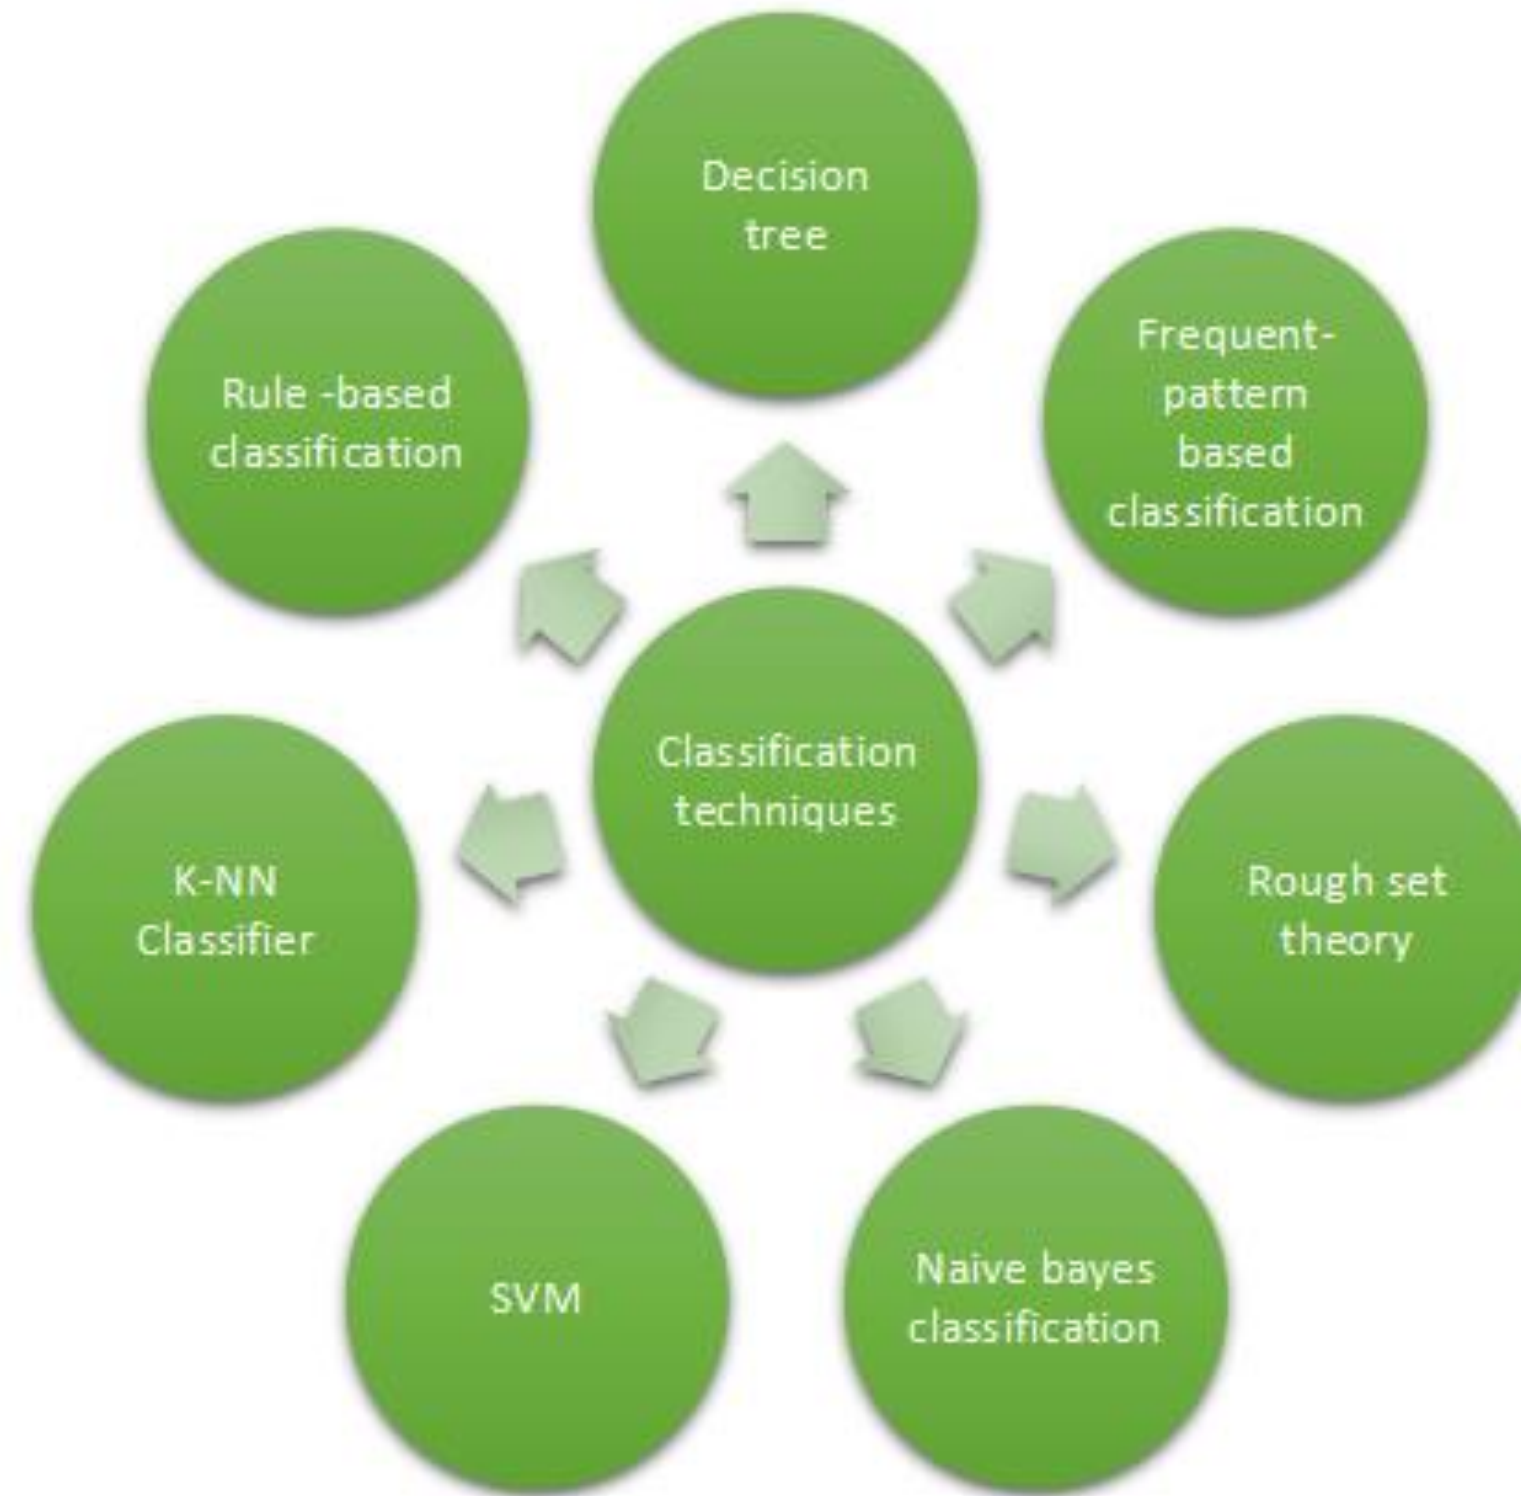 Decision
tree
Frequent-
pattern
based
classification
Rough set
theory
Naive bayes
classification
SVM
K-NN
Classifier
Rule -based
classification
Classification
techniques